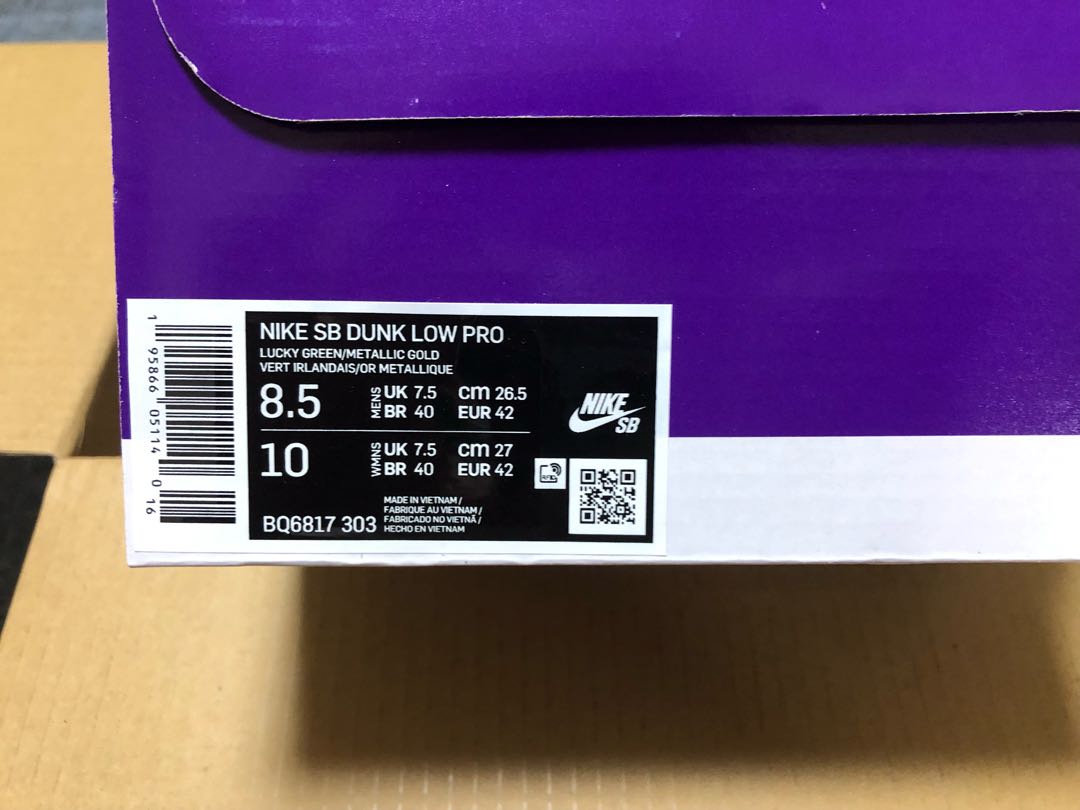 1 95866 05114 0 16
NIKE SB DUNK LOW PRO
LUCKY GREEN/METALLIC GOLD
VERT IRLANDAIS/OR METALLIQUE
8.5 MENS UK 7.5 cm 26.5
BR 40 EUR 42
10 WMNS UK 7.5 cm 27
BR 40 EUR 42
NIKE
SB
MADE IN VIETNAM /
FABRIQUE AU VIETNAM /
FABRICADO NO VIETNÃ /
HECHO EN VIETNAM
BQ6817 303